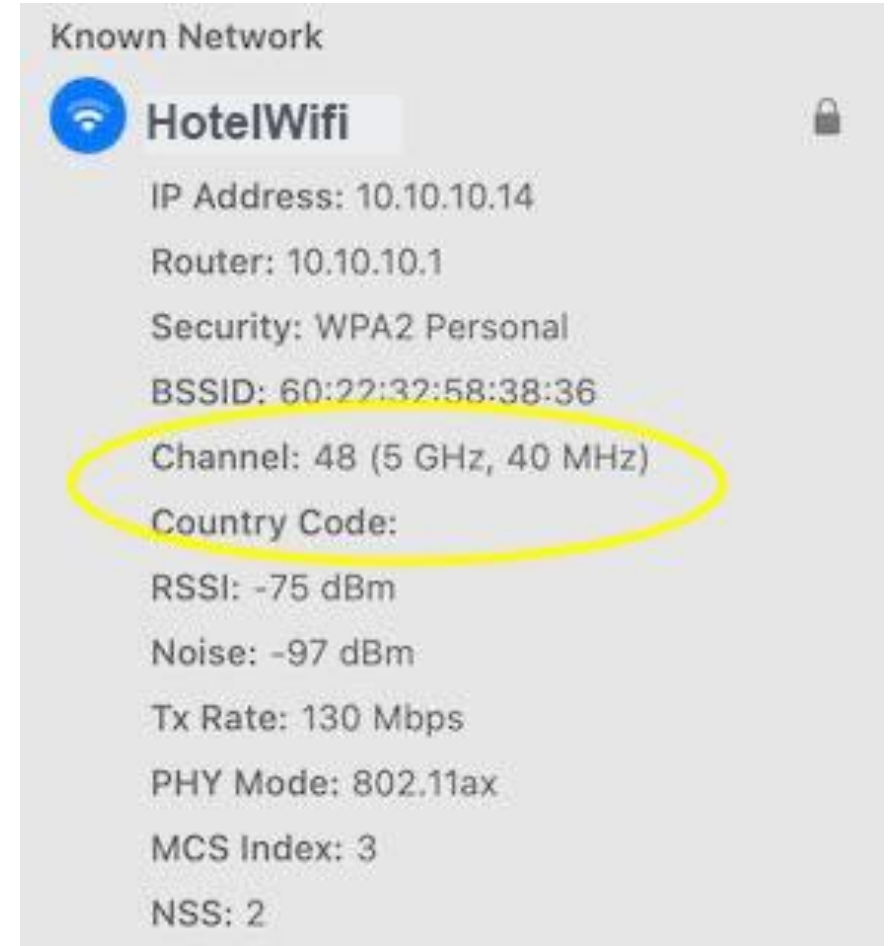 Known Network
HotelWifi
IP Address: 10.10.10.14
Router: 10.10.10.1
Security: WPA2 Personal
BSSID: 60:22:32:58:38:36
Channel: 48 (5 GHz, 40 MHz)
Country Code:
RSSI: -75 dBm
Noise: -97 dBm
Tx Rate: 130 Mbps
PHY Mode: 802.11ax
MCS Index: 3
NSS: 2